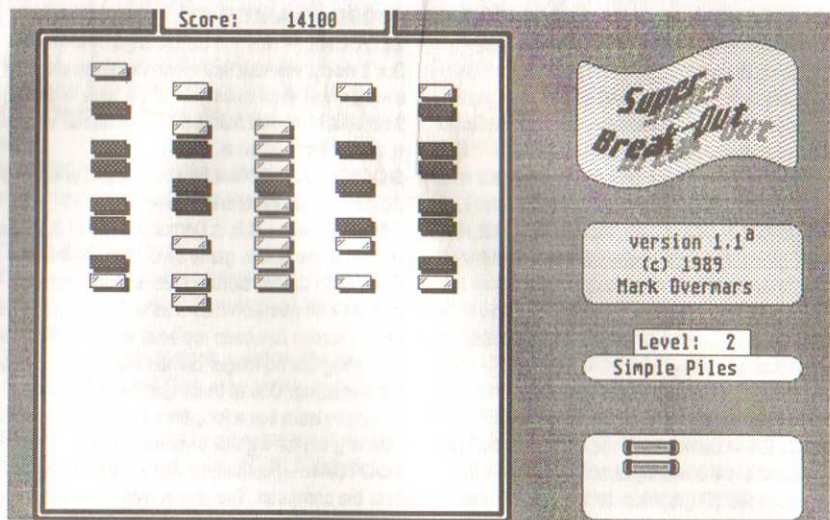 Score: 14100
Super
Break-Out
version 1.1a
(c) 1989
Mark Overmars
Level: 2
Simple Piles